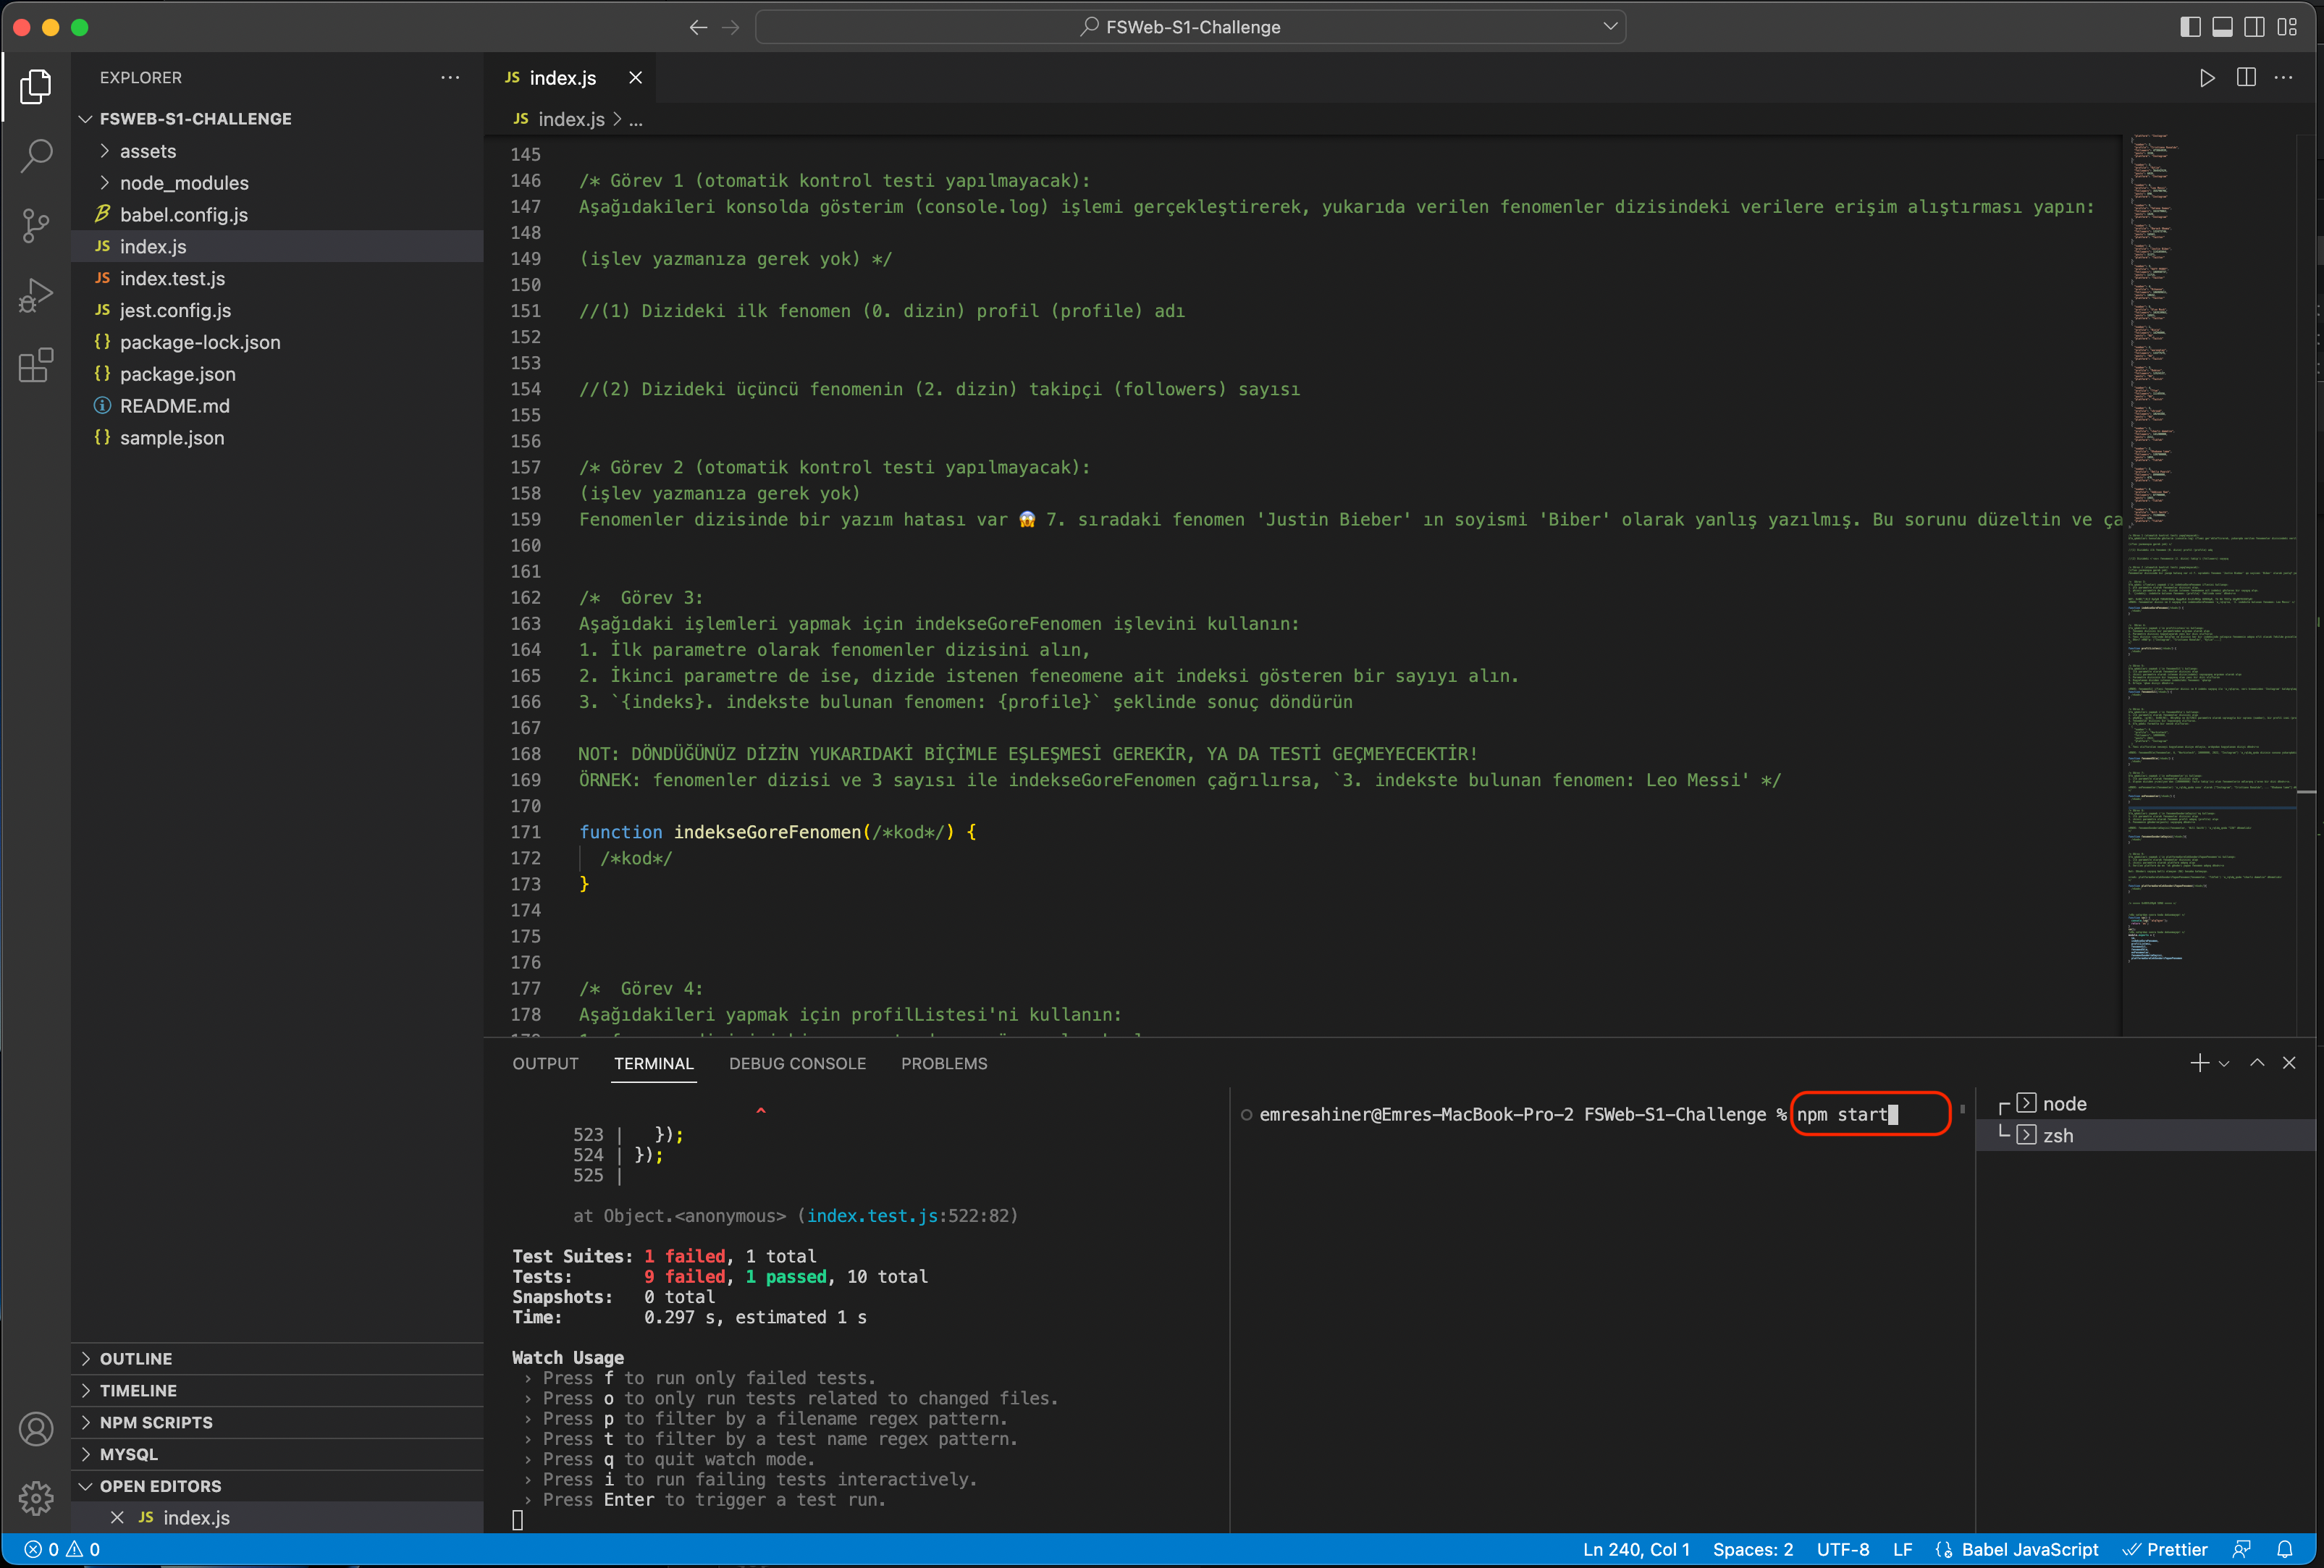 FSWeb-S1-Challenge
EXPLORER
FSWEB-S1-CHALLENGE
assets
node_modules
babel.config.js
JS index.js
JS index.test.js
JS jest.config.js
{} package-lock.json
{} package.json
README.md
{} sample.json
OUTLINE
TIMELINE
NPM SCRIPTS
MYSQL
OPEN EDITORS
JS index.js
JS index.js
JS index.js > ...
145
146 /* Görev 1 (otomatik kontrol testi yapılmayacak):
147 Aşağıdakileri konsolda gösterim (console.log) işlemi gerçekleştirerek, yukarıda verilen fenomenler dizisindeki verilere erişim alıştırması yapın:
148
149 (işlev yazmanıza gerek yok) */
150
151 //(1) Dizideki ilk fenomen (0. dizin) profil (profile) adı
152
153
154 //(2) Dizideki üçüncü fenomenin (2. dizin) takipçi (followers) sayısı
155
156
157 /* Görev 2 (otomatik kontrol testi yapılmayacak):
158 (işlev yazmanıza gerek yok)
159 Fenomenler dizisinde bir yazım hatası var 😱 7. sıradaki fenomen 'Justin Bieber' ın soyismi 'Biber' olarak yanlış yazılmış. Bu sorunu düzeltin ve ça
160
161
162 /*  Görev 3:
163 Aşağıdaki işlemleri yapmak için indekseGoreFenomen işlevini kullanın:
164 1. İlk parametre olarak fenomenler dizisini alın,
165 2. İkinci parametre de ise, dizide istenen feneomene ait indeksi gösteren bir sayıyı alın.
166 3. `{indeks}. indekste bulunan fenomen: {profile}` şeklinde sonuç döndürün
167
168 NOT: DÖNDÜĞÜNÜZ DİZİN YUKARIDAKİ BİÇİMLE EŞLEŞMESİ GEREKİR, YA DA TESTİ GEÇMEYECEKTİR!
169 ÖRNEK: fenomenler dizisi ve 3 sayısı ile indekseGoreFenomen çağrılırsa, `3. indekste bulunan fenomen: Leo Messi' */
170
171 function indekseGoreFenomen(/*kod*/) {
172   /*kod*/
173 }
174
175
176
177 /*  Görev 4:
178 Aşağıdakileri yapmak için profilListesi'ni kullanın:
OUTPUT TERMINAL DEBUG CONSOLE PROBLEMS
^
523 |   });
524 | });
525 |
at Object.<anonymous> (index.test.js:522:82)
Test Suites: 1 failed, 1 total
Tests: 9 failed, 1 passed, 10 total
Snapshots: 0 total
Time: 0.297 s, estimated 1 s
Watch Usage
› Press f to run only failed tests.
› Press o to only run tests related to changed files.
› Press p to filter by a filename regex pattern.
› Press t to filter by a test name regex pattern.
› Press q to quit watch mode.
› Press i to run failing tests interactively.
› Press Enter to trigger a test run.
emresahiner@Emres-MacBook-Pro-2 FSWeb-S1-Challenge % npm start
node
zsh
0 0
Ln 240, Col 1 Spaces: 2 UTF-8 LF Babel JavaScript Prettier